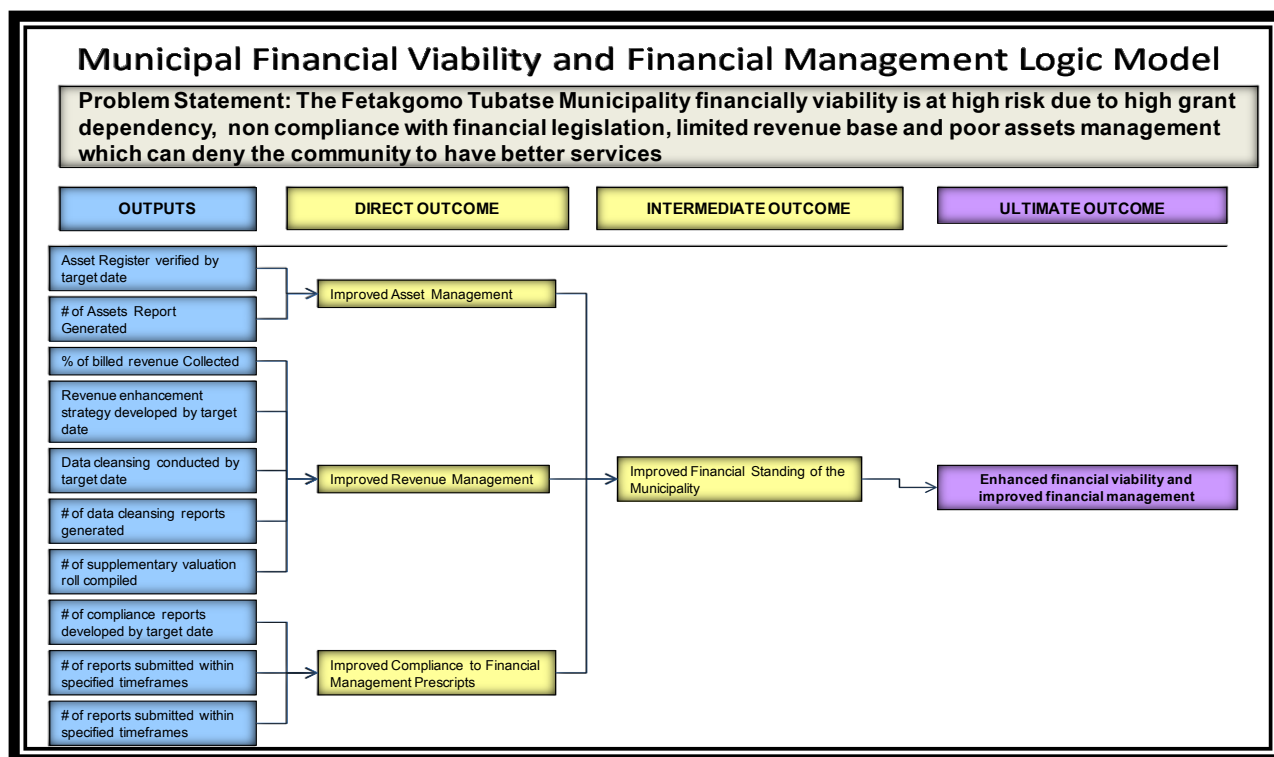 Municipal Financial Viability and Financial Management Logic Model
Problem Statement: The Fetakgomo Tubatse Municipality financially viability is at high risk due to high grant
dependency, non compliance with financial legislation, limited revenue base and poor assets management
which can deny the community to have better services
OUTPUTS
DIRECT OUTCOME
INTERMEDIATE OUTCOME
ULTIMATE OUTCOME
Asset Register verified by
target date
# of Assets Report
Generated
% of billed revenue Collected
Revenue enhancement
strategy developed by target
date
Data cleansing conducted by
target date
# of data cleansing reports
generated
# of supplementary valuation
roll compiled
# of compliance reports
developed by target date
# of reports submitted within
specified timeframes
# of reports submitted within
specified timeframes
Improved Asset Management
Improved Revenue Management
Improved Compliance to Financial
Management Prescripts
Improved Financial Standing of the
Municipality
Enhanced financial viability and
improved financial management